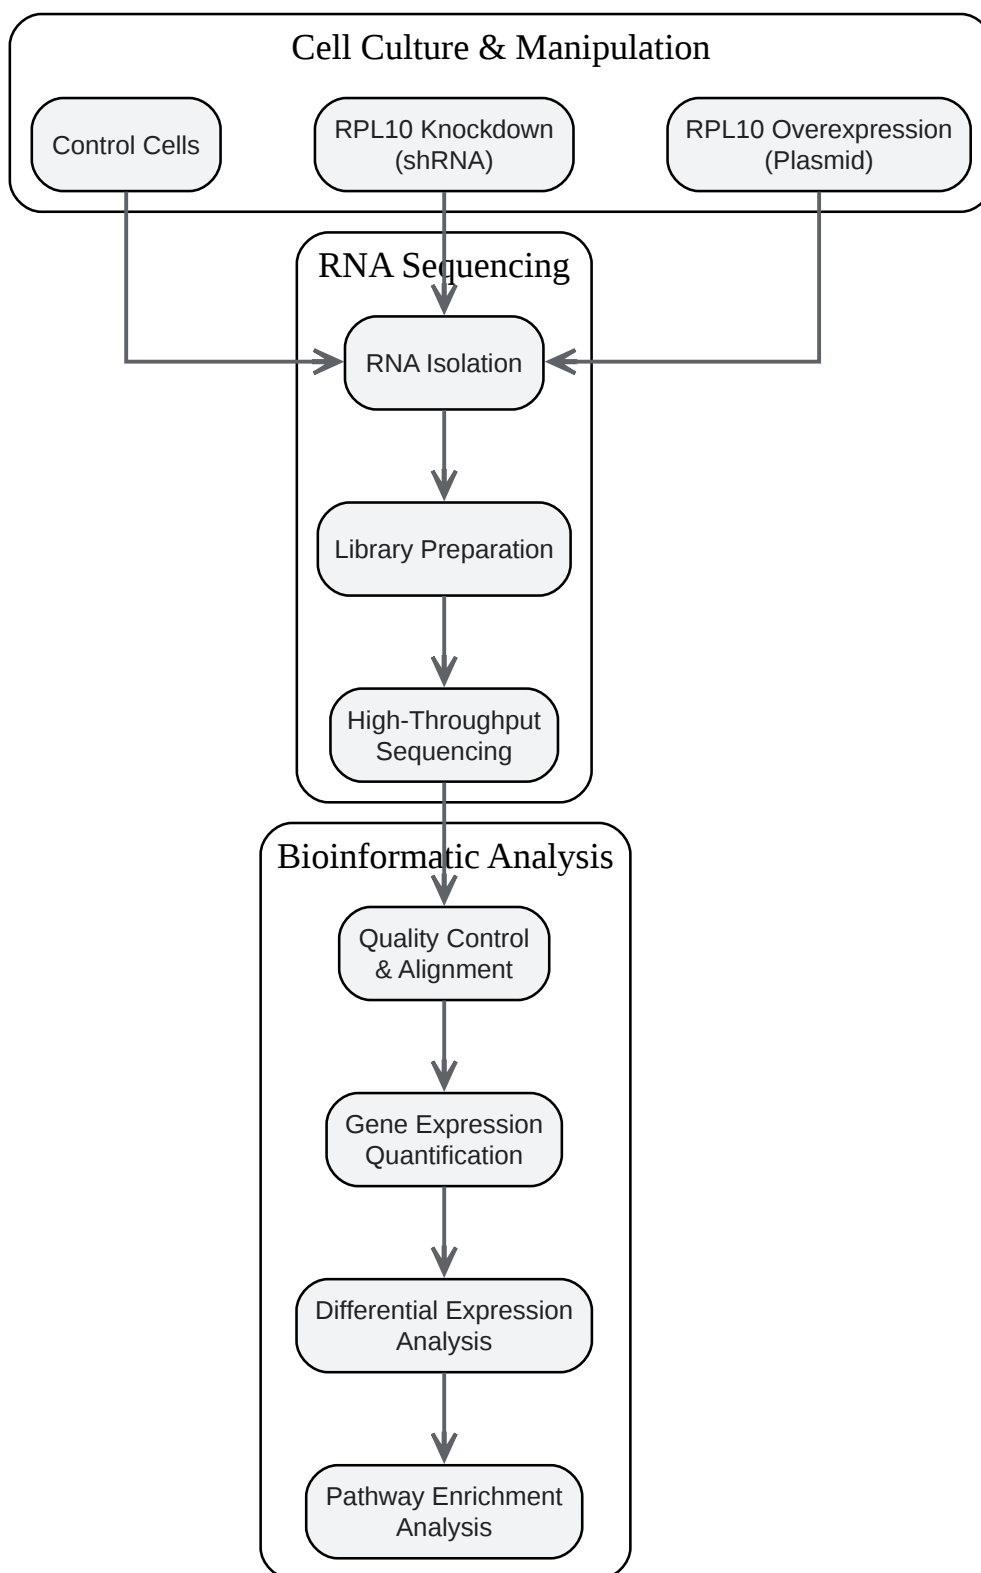 Cell Culture & Manipulation
Control Cells
RPL10 Knockdown
(shRNA)
RPL10 Overexpression
(Plasmid)
RNA Sequencing
RNA Isolation
Library Preparation
High-Throughput
Sequencing
Bioinformatic Analysis
Quality Control
& Alignment
Gene Expression
Quantification
Differential Expression
Analysis
Pathway Enrichment
Analysis